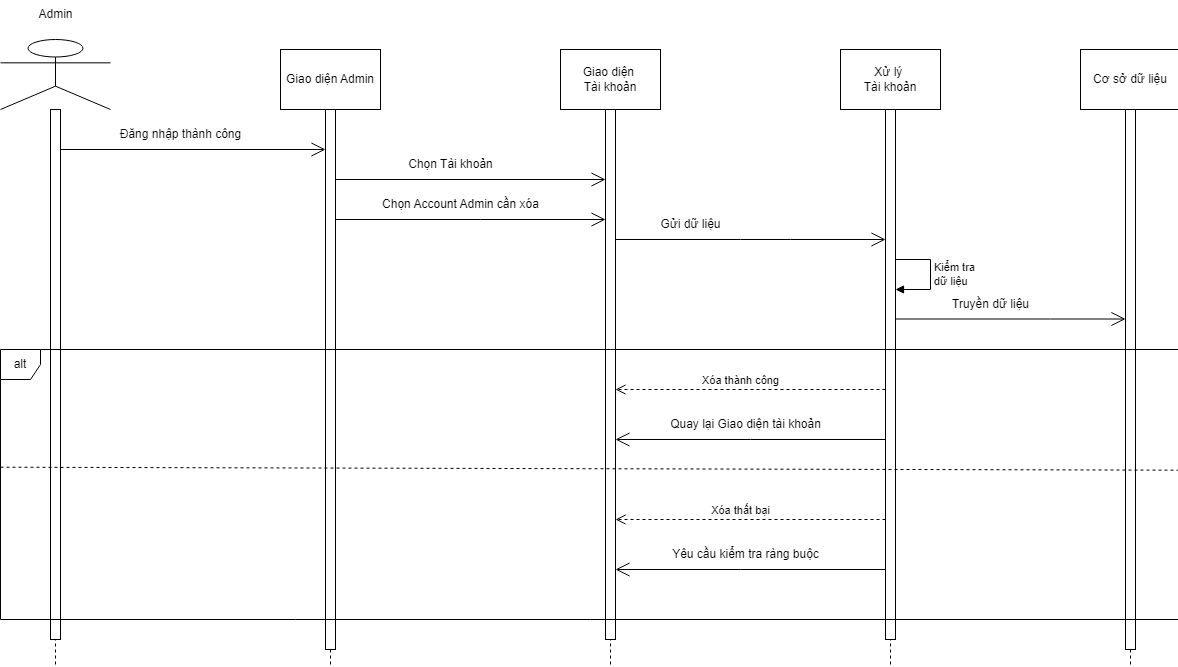 Admin
Giao diện Admin
Giao diện
Tài khoản
Xử lý
Tài khoản
Cơ sở dữ liệu
Đăng nhập thành công
Chọn Tài khoản
Chọn Account Admin cần xóa
Gửi dữ liệu
Kiểm tra
dữ liệu
Truyền dữ liệu
alt
Xóa thành công
Quay lại Giao diện tài khoản
Xóa thất bại
Yêu cầu kiểm tra ràng buộc